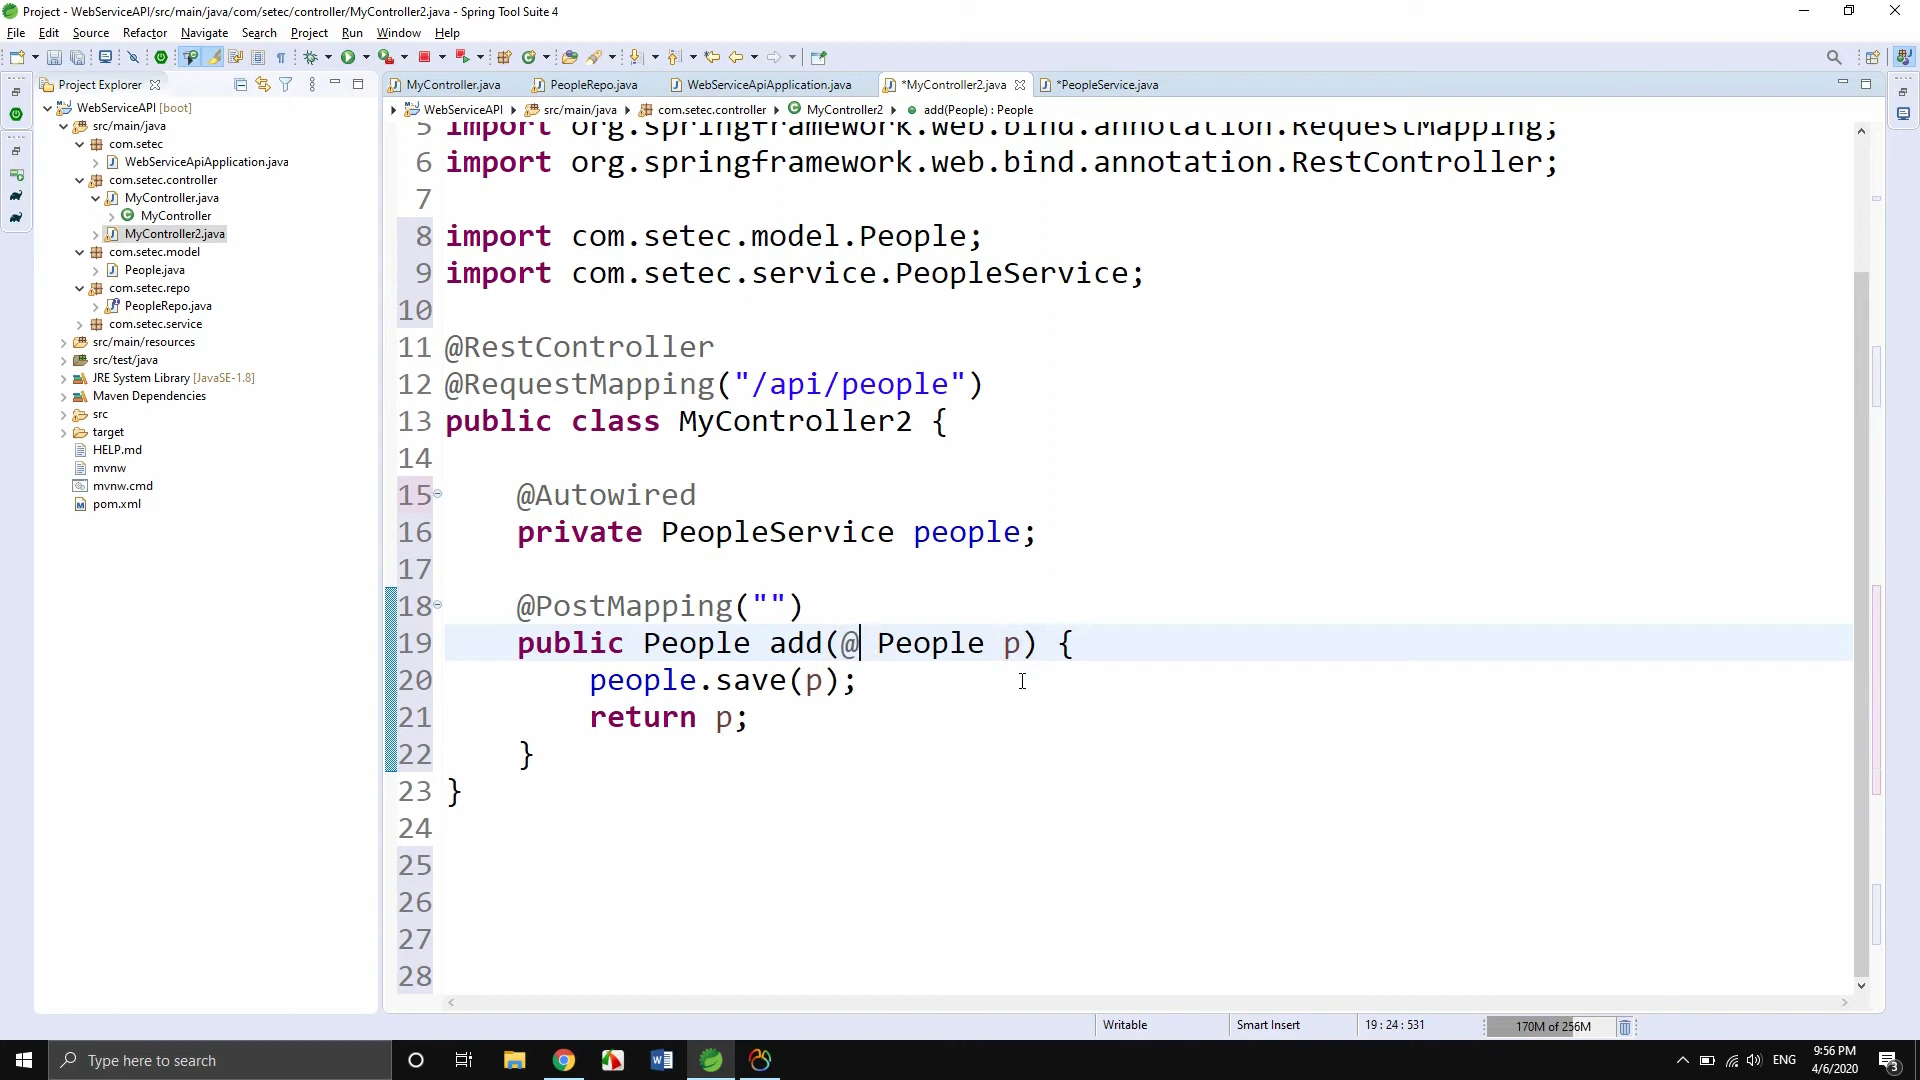 Project - WebServiceAPI/src/main/java/com/setec/controller/MyController2.java - Spring Tool Suite 4
File Edit Source Refactor Navigate Search Project Run Window Help
Project Explorer
MyController.java PeopleRepo.java WebServiceApiApplication.java *MyController2.java *PeopleService.java
WebServiceAPI src/main/java com.setec.controller MyController2 add(People) : People
WebServiceAPI [boot]
src/main/java
com.setec
WebServiceApiApplication.java
com.setec.controller
MyController.java
MyController
MyController2.java
com.setec.model
People.java
com.setec.repo
PeopleRepo.java
com.setec.service
src/main/resources
src/test/java
JRE System Library [JavaSE-1.8]
Maven Dependencies
src
target
HELP.md
mvnw
mvnw.cmd
pom.xml
5 import org.springframework.web.bind.annotation.RequestMapping;
6 import org.springframework.web.bind.annotation.RestController;
7
8 import com.setec.model.People;
9 import com.setec.service.PeopleService;
10
11 @RestController
12 @RequestMapping("/api/people")
13 public class MyController2 {
14
15 @Autowired
16 private PeopleService people;
17
18 @PostMapping("")
19 public People add(@ People p) {
20 people.save(p);
21 return p;
22 }
23 }
24
25
26
27
28
Writable Smart Insert 19 : 24 : 531 170M of 256M
Type here to search
ENG
9:56 PM
4/6/2020
3